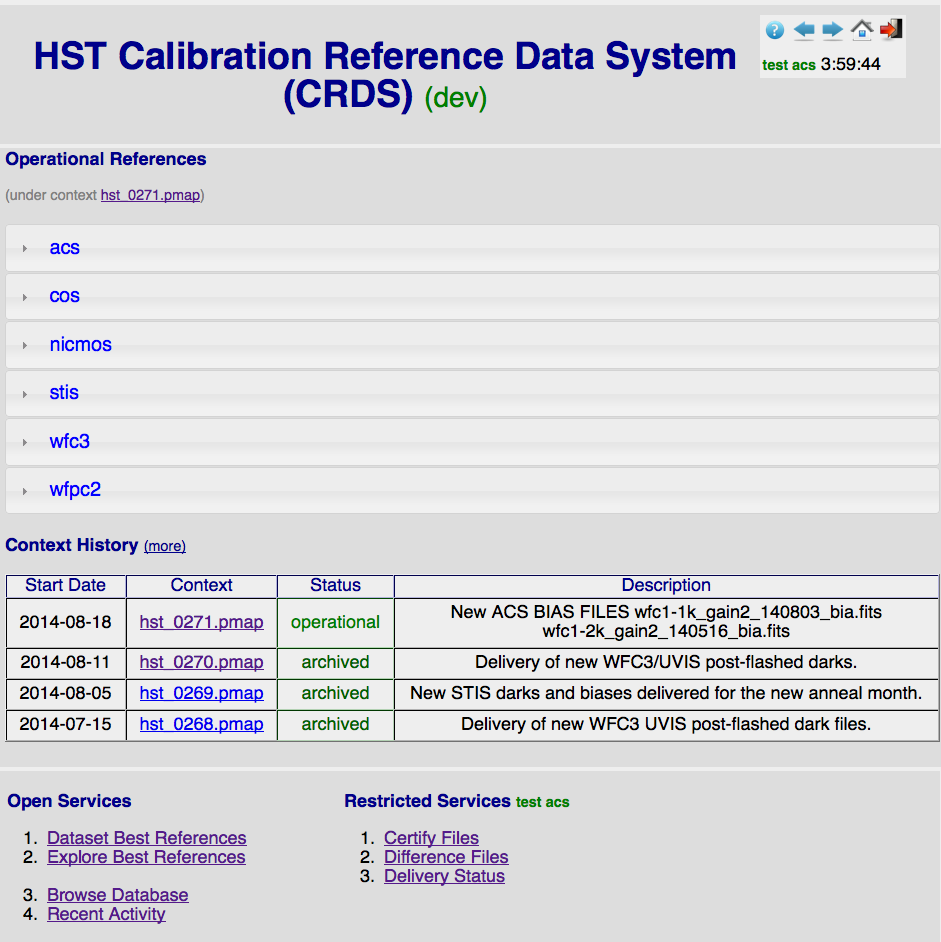 HST Calibration Reference Data System
(CRDS) (dev)
?
test acs 3:59:44
Operational References
(under context hst_0271.pmap)
acs
cos
nicmos
stis
wfc3
wfpc2
Context History (more)
Start Date Context Status Description
2014-08-18 hst_0271.pmap operational New ACS BIAS FILES wfc1-1k_gain2_140803_bia.fits
wfc1-2k_gain2_140516_bia.fits
2014-08-11 hst_0270.pmap archived Delivery of new WFC3/UVIS post-flashed darks.
2014-08-05 hst_0269.pmap archived New STIS darks and biases delivered for the new anneal month.
2014-07-15 hst_0268.pmap archived Delivery of new WFC3 UVIS post-flashed dark files.
Open Services
1. Dataset Best References
2. Explore Best References
3. Browse Database
4. Recent Activity
Restricted Services test acs
1. Certify Files
2. Difference Files
3. Delivery Status